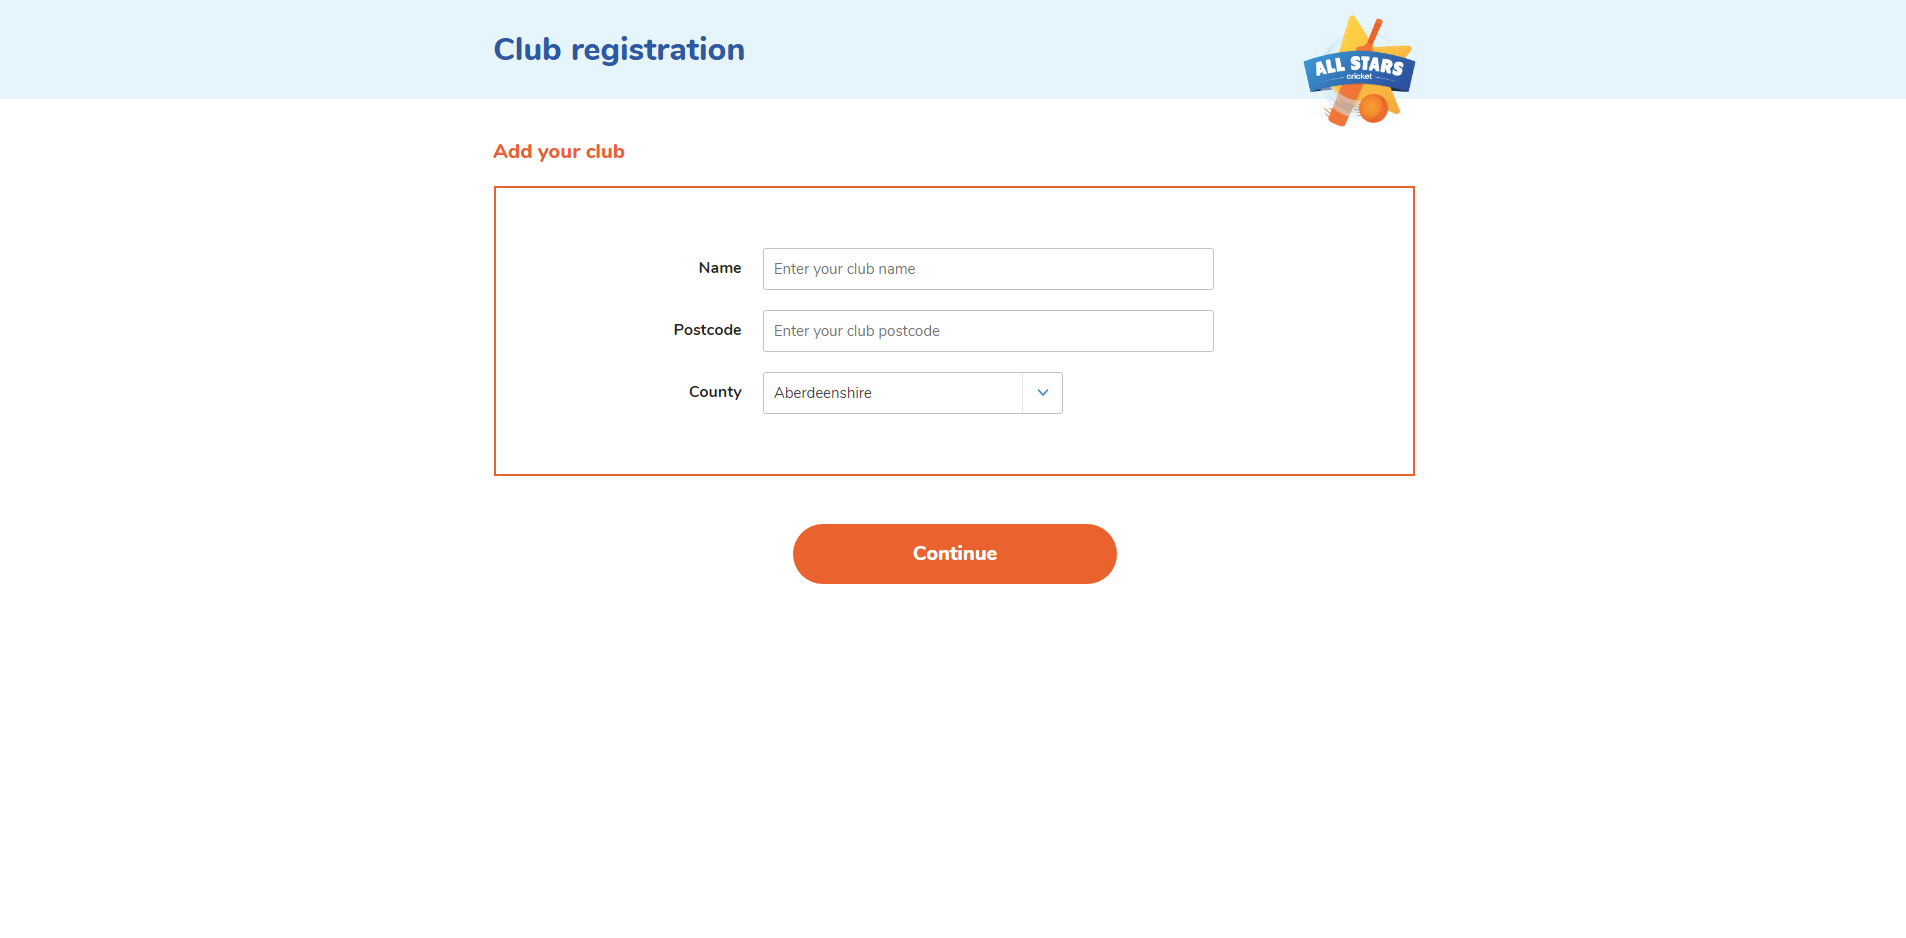 Club registration
ALL STARS
cricket
Add your club
Name
Enter your club name
Postcode
Enter your club postcode
County
Aberdeenshire
Continue